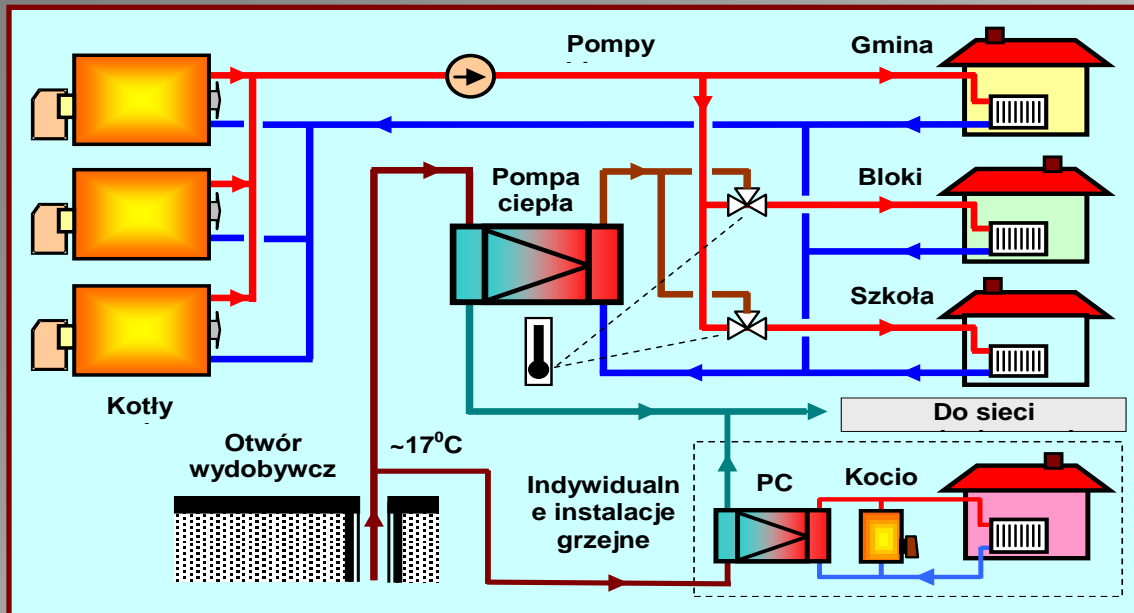 Pompy
Gmina
Pompa
ciepła
Bloki
Szkoła
Kotły
Do sieci
Otwór
wydobywcz
~17⁰C
Indywidualn
e instalacje
grzejne
PC
Kocio